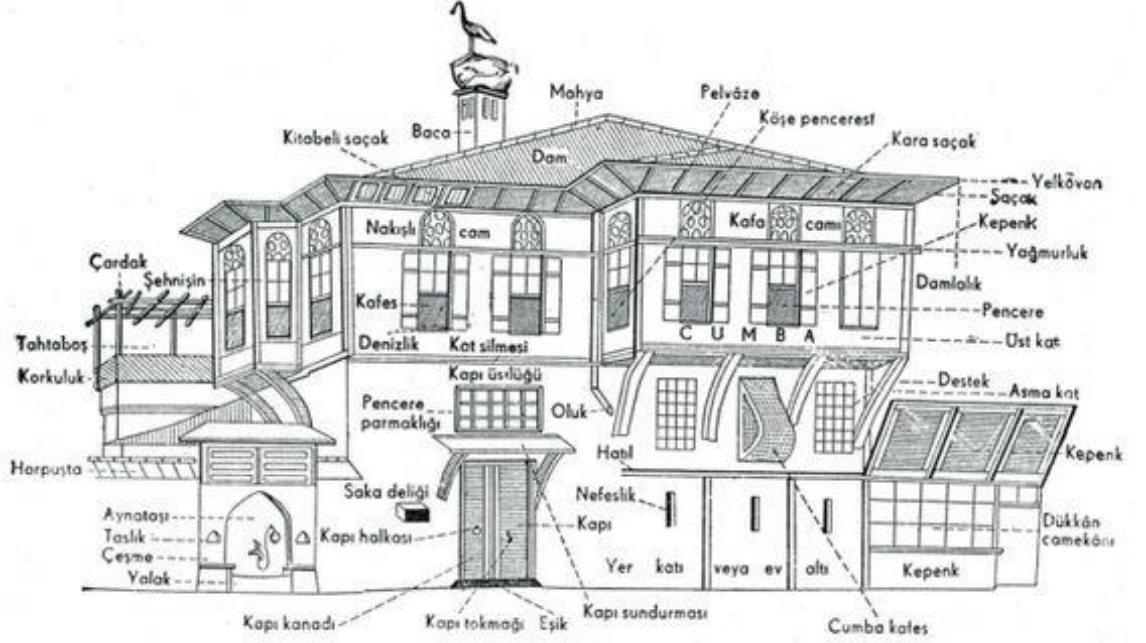 Mahya
Pelvâze
Köşe penceresi
Baca
Kitabeli saçak
Dam
Kara saçak
Yelkôvan
Saçak
Nakışlı cam
Kafa camı
Kepenk
Yağmurluk
Çardak
Şehnişin
Damlalık
Kafes
Pencere
Tahtaboş
Denizlik
Kat silmesi
C U M B A
Üst kat
Korkuluk
Kapı üstlüğü
Destek
Asma kat
Pencere
parmaklığı
Oluk
Harpuşta
Hatıl
Kepenk
Saka deliği
Nefeslik
Aynataşı
Taslık
Kapı halkası
Kapı
Dükkân
camekânı
Çeşme
Yalak
Yer katı veya ev altı
Kepenk
Kapı kanadı
Kapı tokmağı
Eşik
Kapı sundurması
Cumba kafes